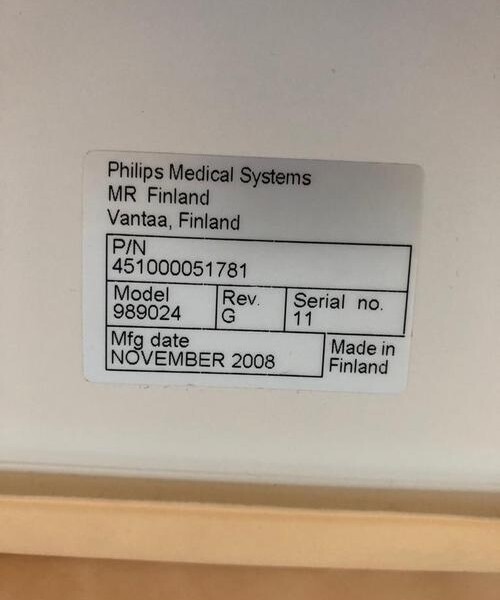 Philips Medical Systems
MR Finland
Vantaa, Finland
P/N
451000051781
Model
989024
Rev.
G
Serial no.
11
Mfg date
NOVEMBER 2008
Made in
Finland